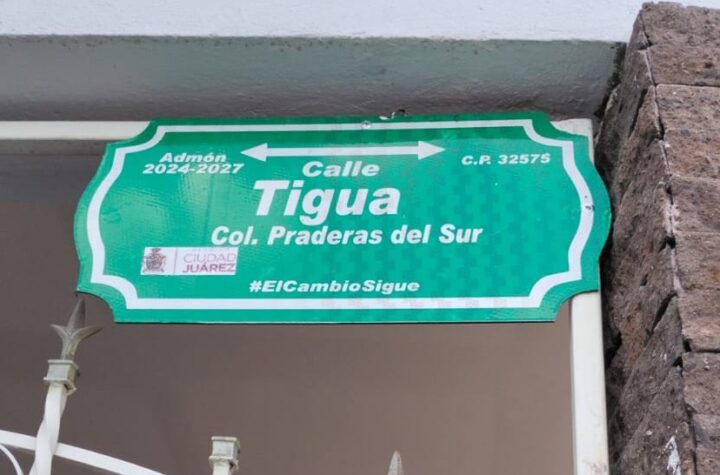 Admón
2024-2027
C.P. 32575
Calle
Tigua
Col. Praderas del Sur
CIUDAD
JUÁREZ
#ElCambioSigue